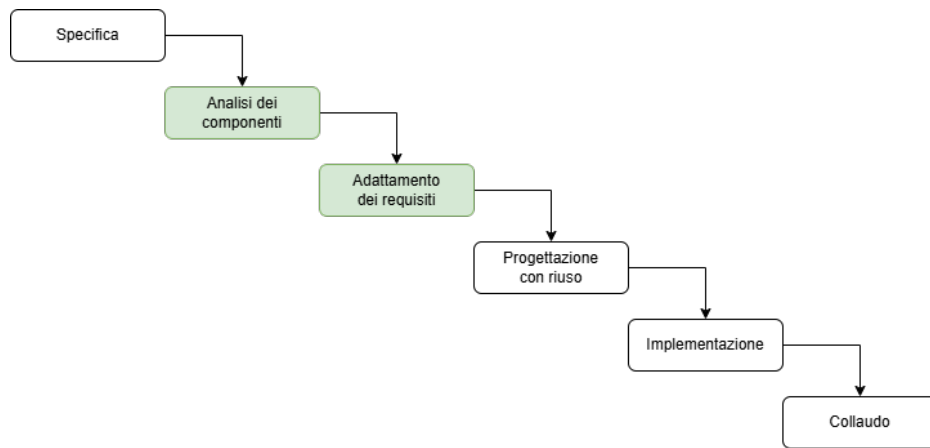 Specifica
Analisi dei
componenti
Adattamento
dei requisiti
Progettazione
con riuso
Implementazione
Collaudo